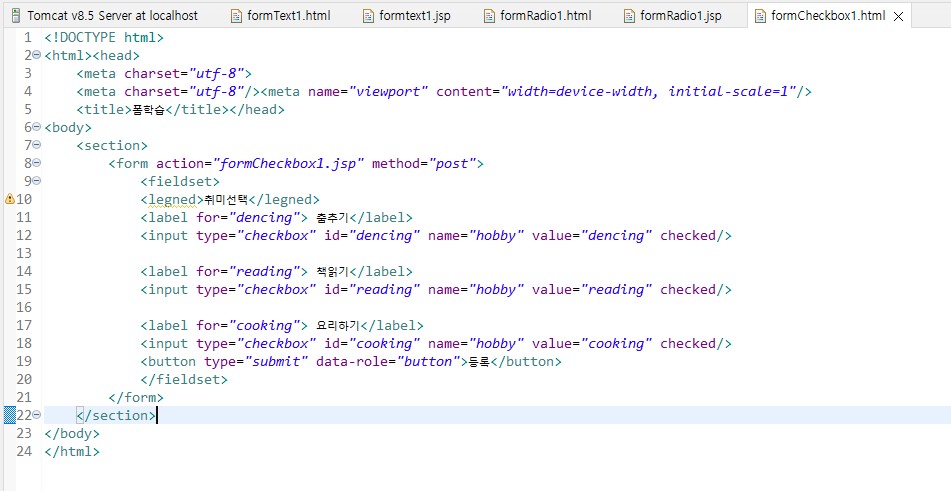 Tomcat v8.5 Server at localhost formText1.html formtext1.jsp formRadio1.html formRadio1.jsp formCheckbox1.html
1 <!DOCTYPE html>
2 <html><head>
3 <meta charset="utf-8">
4 <meta charset="utf-8"/><meta name="viewport" content="width=device-width, initial-scale=1"/>
5 <title>폼학습</title></head>
6 <body>
7 <section>
8 <form action="formCheckbox1.jsp" method="post">
9 <fieldset>
10 <legned>취미선택</legned>
11 <label for="dencing"> 춤추기</label>
12 <input type="checkbox" id="dencing" name="hobby" value="dencing" checked/>
13
14 <label for="reading"> 책읽기</label>
15 <input type="checkbox" id="reading" name="hobby" value="reading" checked/>
16
17 <label for="cooking"> 요리하기</label>
18 <input type="checkbox" id="cooking" name="hobby" value="cooking" checked/>
19 <button type="submit" data-role="button">등록</button>
20 </fieldset>
21 </form>
22 </section>
23 </body>
24 </html>